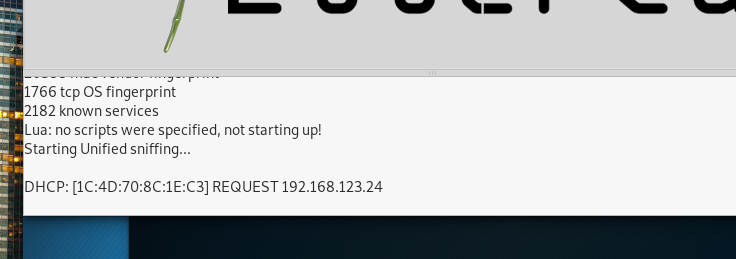 1766 tcp OS fingerprint
2182 known services
Lua: no scripts were specified, not starting up!
Starting Unified sniffing...
DHCP: [1C:4D:70:8C:1E:C3] REQUEST 192.168.123.24